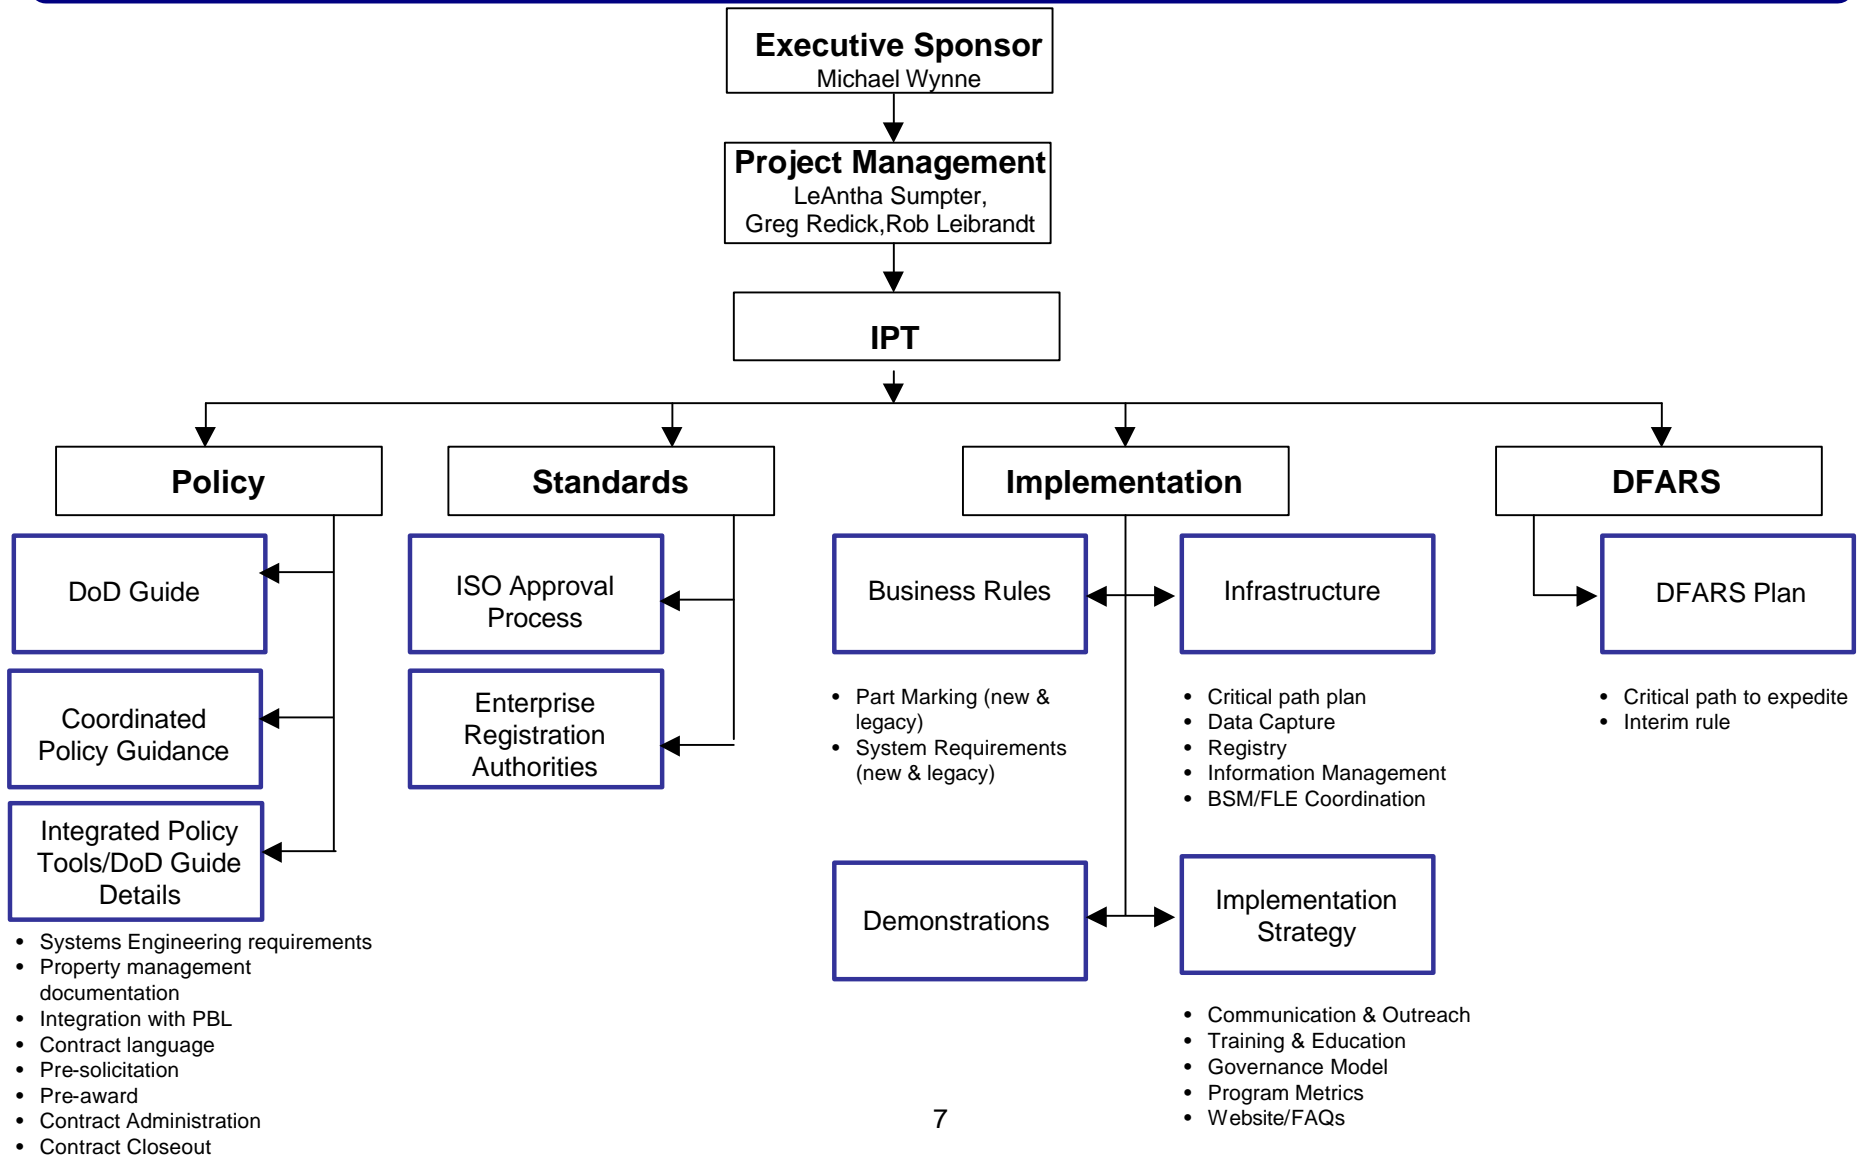 Executive Sponsor
Michael Wynne
Project Management
LeAntha Sumpter,
Greg Redick,Rob Leibrandt
IPT
Policy
Standards
Implementation
DFARS
DoD Guide
Coordinated
Policy Guidance
Integrated Policy
Tools/DoD Guide
Details
• Systems Engineering requirements
• Property management
documentation
• Integration with PBL
• Contract language
• Pre-solicitation
• Pre-award
• Contract Administration
• Contract Closeout
ISO Approval
Process
Enterprise
Registration
Authorities
Business Rules
• Part Marking (new &
legacy)
• System Requirements
(new & legacy)
Demonstrations
Infrastructure
• Critical path plan
• Data Capture
• Registry
• Information Management
• BSM/FLE Coordination
Implementation
Strategy
• Communication & Outreach
• Training & Education
• Governance Model
• Program Metrics
• Website/FAQs
DFARS Plan
• Critical path to expedite
• Interim rule
7